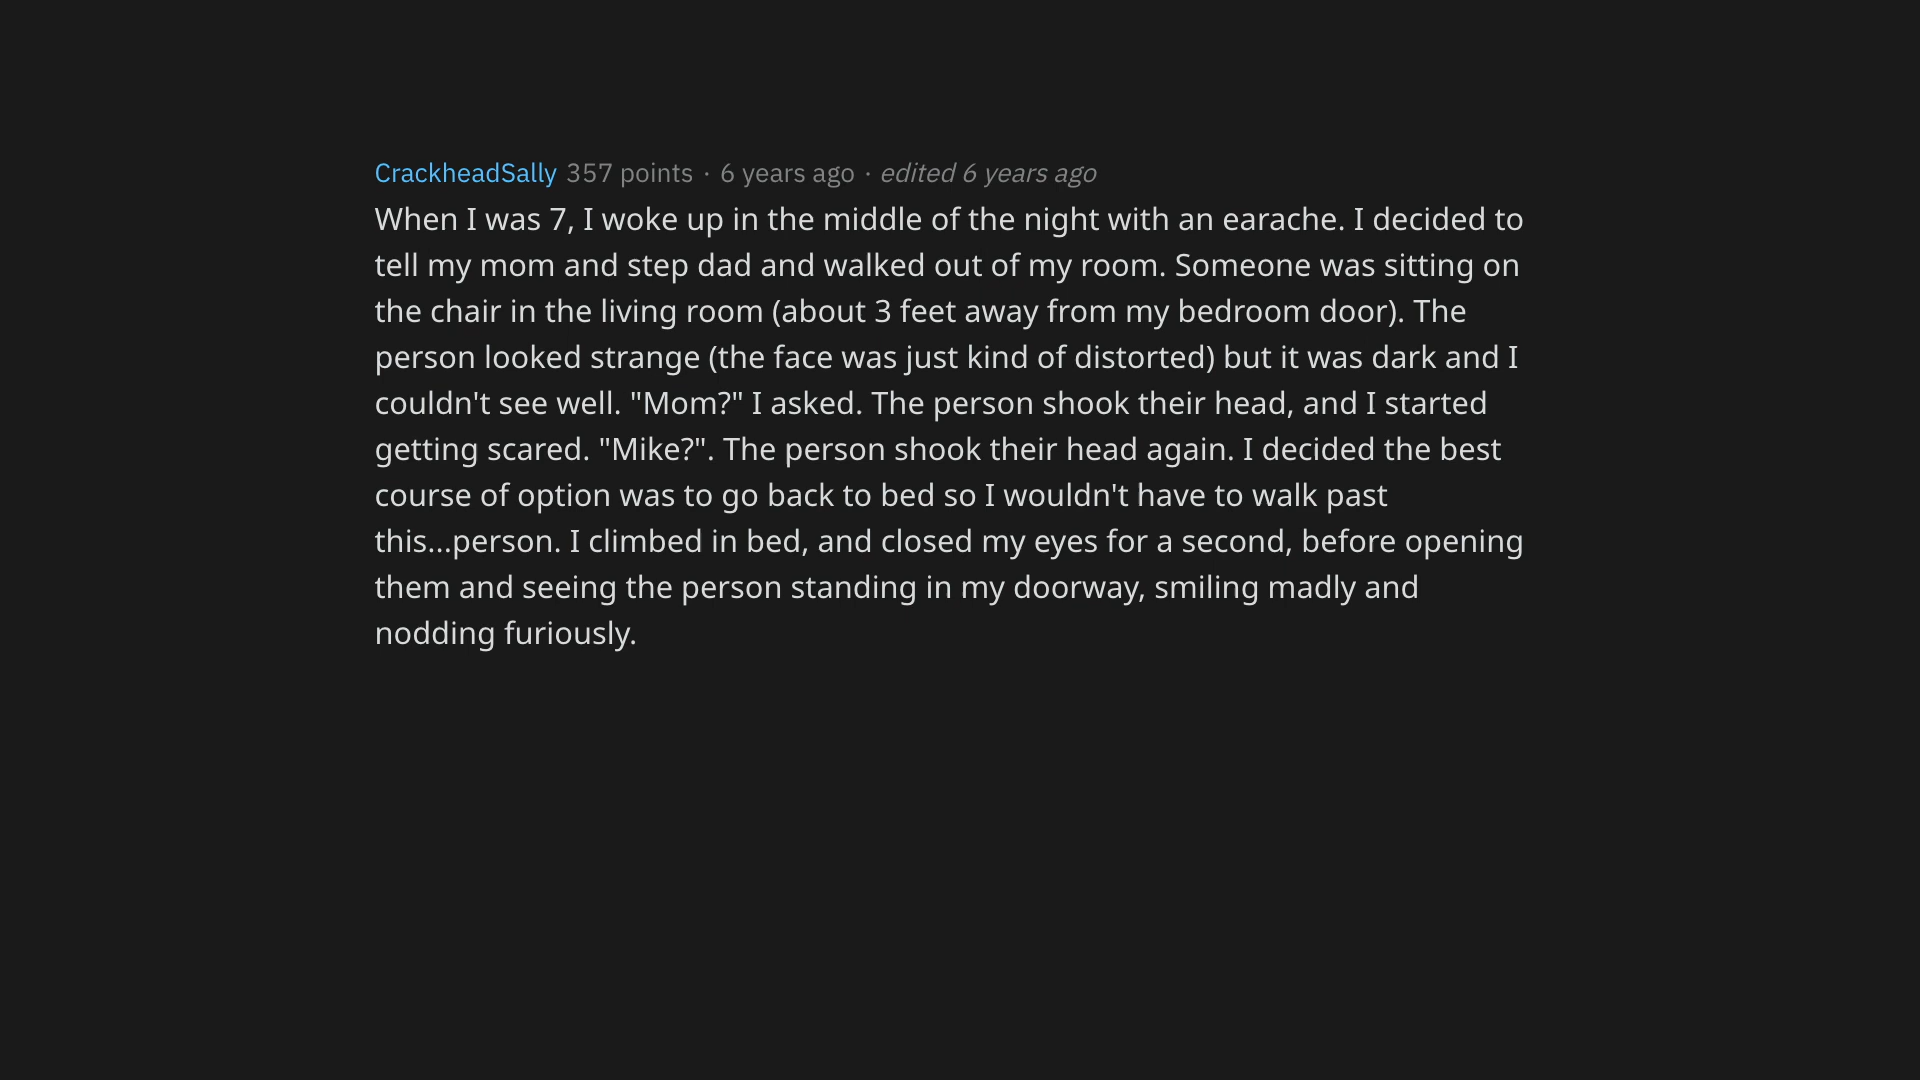 CrackheadSally 357 points · 6 years ago · edited 6 years ago
When I was 7, I woke up in the middle of the night with an earache. I decided to
tell my mom and step dad and walked out of my room. Someone was sitting on
the chair in the living room (about 3 feet away from my bedroom door). The
person looked strange (the face was just kind of distorted) but it was dark and I
couldn't see well. "Mom?" I asked. The person shook their head, and I started
getting scared. "Mike?". The person shook their head again. I decided the best
course of option was to go back to bed so I wouldn't have to walk past
this...person. I climbed in bed, and closed my eyes for a second, before opening
them and seeing the person standing in my doorway, smiling madly and
nodding furiously.